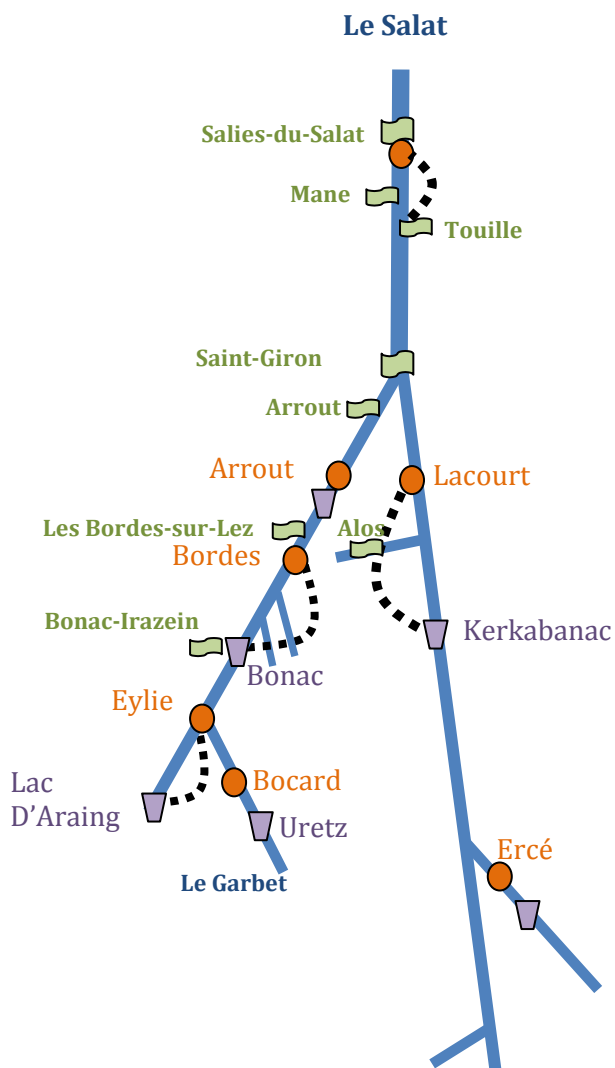 Le Salat
Salies-du-Salat
Mane
Touille
Saint-Giron
Arrout
Arrout
Lacourt
Les Bordes-sur-Lez
Alos
Bordes
Bonac-Irazein
Kerkabanac
Bonac
Eylie
Lac
D'Araing
Bocard
Uretz
Ercé
Le Garbet